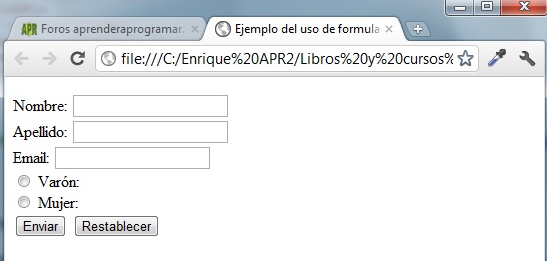 APR Foros aprenderaprogramar.
Ejemplo del uso de formula
file:///C:/Enrique%20APR2/Libros%20y%20cursos%
Nombre:
Apellido:
Email:
Varón:
Mujer:
Enviar Restablecer